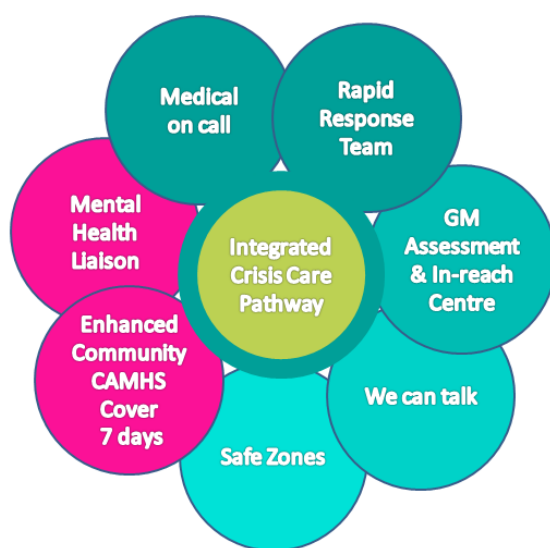 Medical
on call
Rapid
Response
Team
Mental
Health
Liaison
Integrated
Crisis Care
Pathway
GM
Assessment
& In-reach
Centre
Enhanced
Community
CAMHS
Cover
7 days
We can talk
Safe Zones